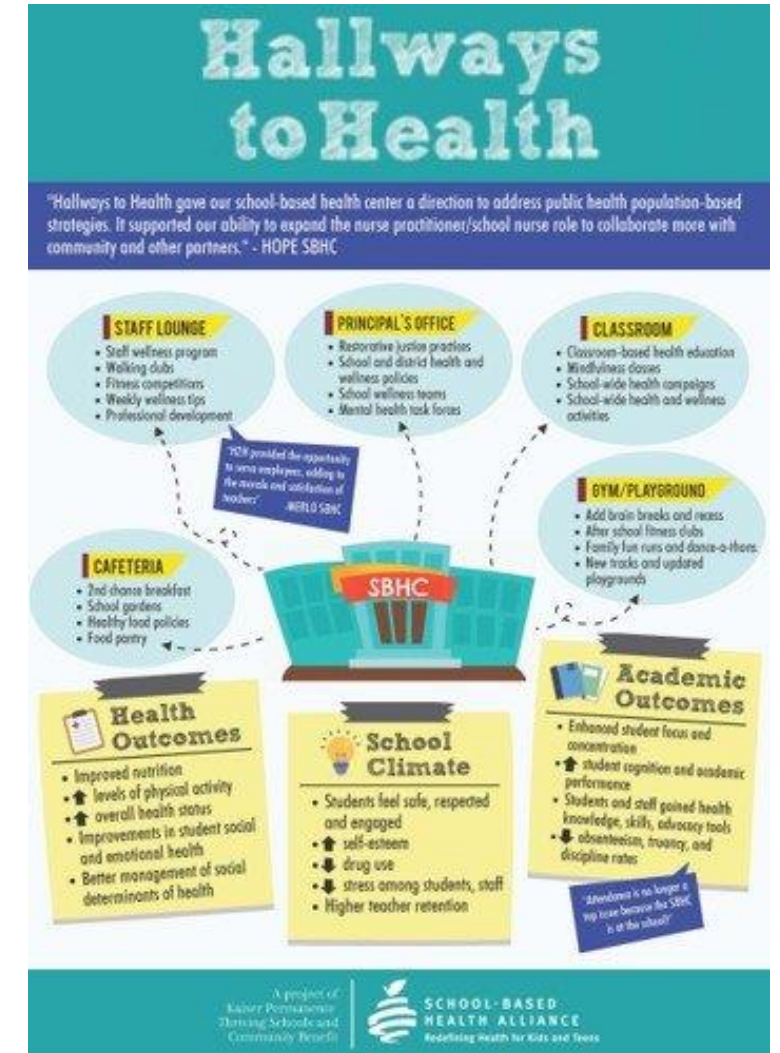 Hallways
to Health
"Hallways to Health gave our school-based health center a direction to address public health population-based
strategies. It supported our ability to expand the nurse practitioner/school nurse role to collaborate more with
community and other partners." - HOPE SBHC
STAFF LOUNGE
• Staff wellness program
• Walking clubs
• Fitness competitions
• Weekly wellness tips
• Professional development
PRINCIPAL'S OFFICE
• Restorative justice practices
• School and district health and
wellness policies
• School wellness teams
• Mental health task forces
CLASSROOM
• Classroom-based health education
• Mindfulness classes
• School-wide health campaigns
• School-wide health and wellness
activities
"H2H provided the opportunity
to serve employees, adding to
the morale and satisfaction of
teachers"
-MERLO SBHC
GYM/PLAYGROUND
• Add brain breaks and recess
• After school fitness clubs
• Family fun runs and dance-a-thons
• New tracks and updated
playgrounds
CAFETERIA
• 2nd chance breakfast
• School gardens
• Healthy food policies
• Food pantry
SBHC
Health
Outcomes
• Improved nutrition
• ⬆ levels of physical activity
• ⬆ overall health status
• Improvements in student social
and emotional health
• Better management of social
determinants of health
School
Climate
• Students feel safe, respected
and engaged
• ⬆ self-esteem
• ⬇ drug use
• ⬇ stress among students, staff
• Higher teacher retention
Academic
Outcomes
• Enhanced student focus and
concentration
• ⬆ student cognition and academic
performance
• Students and staff gained health
knowledge, skills, advocacy tools
• ⬇ absenteeism, truancy, and
discipline rates
"Attendance is no longer a
top issue because the SBHC
is at the school!"
A project of
Kaiser Permanente
Thriving Schools and
Community Benefit
SCHOOL-BASED
HEALTH ALLIANCE
Redefining Health for Kids and Teens